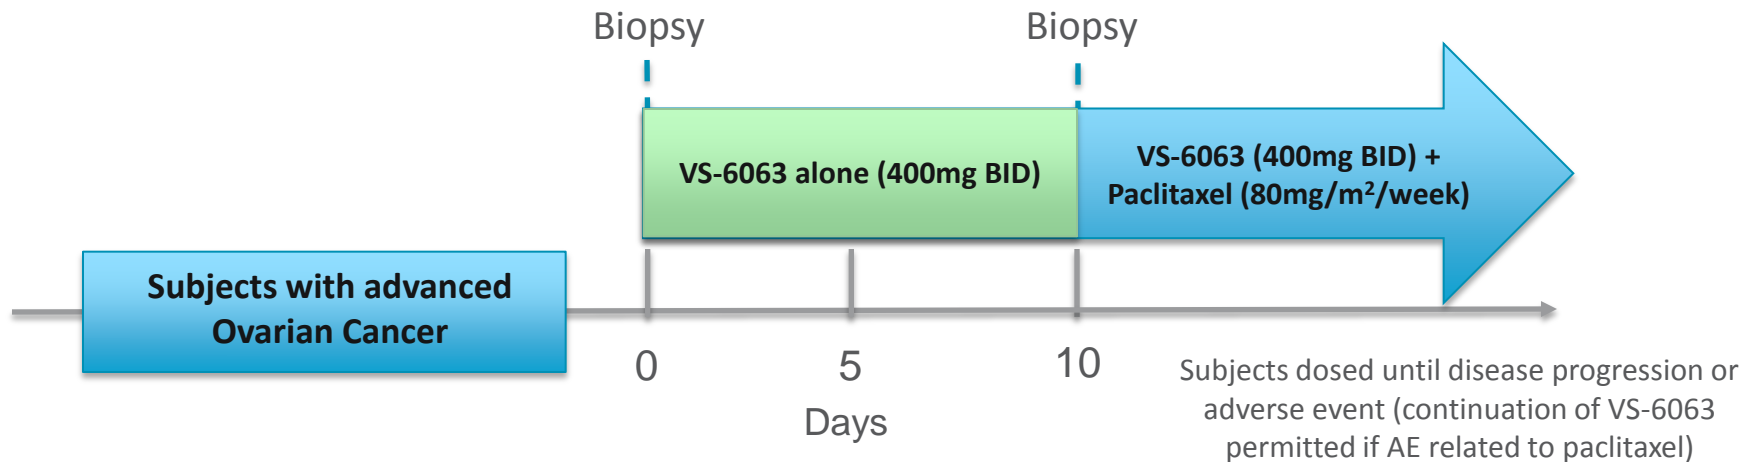 Biopsy
Biopsy
VS-6063 alone (400mg BID)
VS-6063 (400mg BID) +
Paclitaxel (80mg/m²/week)
Subjects with advanced
Ovarian Cancer
0
5
10
Days
Subjects dosed until disease progression or
adverse event (continuation of VS-6063
permitted if AE related to paclitaxel)